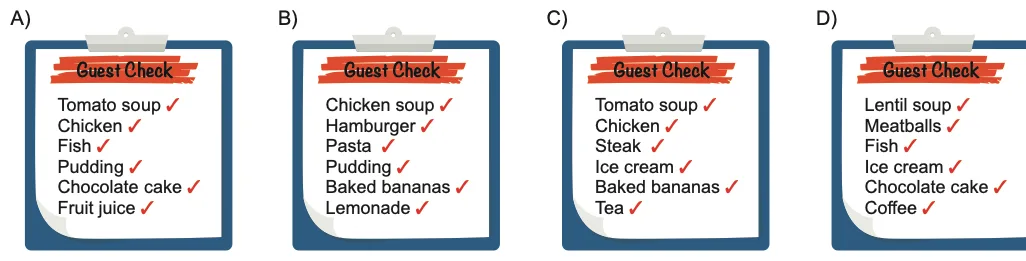 A)
Guest Check
Tomato soup ✓
Chicken ✓
Fish ✓
Pudding ✓
Chocolate cake ✓
Fruit juice ✓
B)
Guest Check
Chicken soup ✓
Hamburger ✓
Pasta ✓
Pudding ✓
Baked bananas ✓
Lemonade ✓
C)
Guest Check
Tomato soup ✓
Chicken ✓
Steak ✓
Ice cream ✓
Baked bananas ✓
Tea ✓
D)
Guest Check
Lentil soup ✓
Meatballs ✓
Fish ✓
Ice cream ✓
Chocolate cake ✓
Coffee ✓